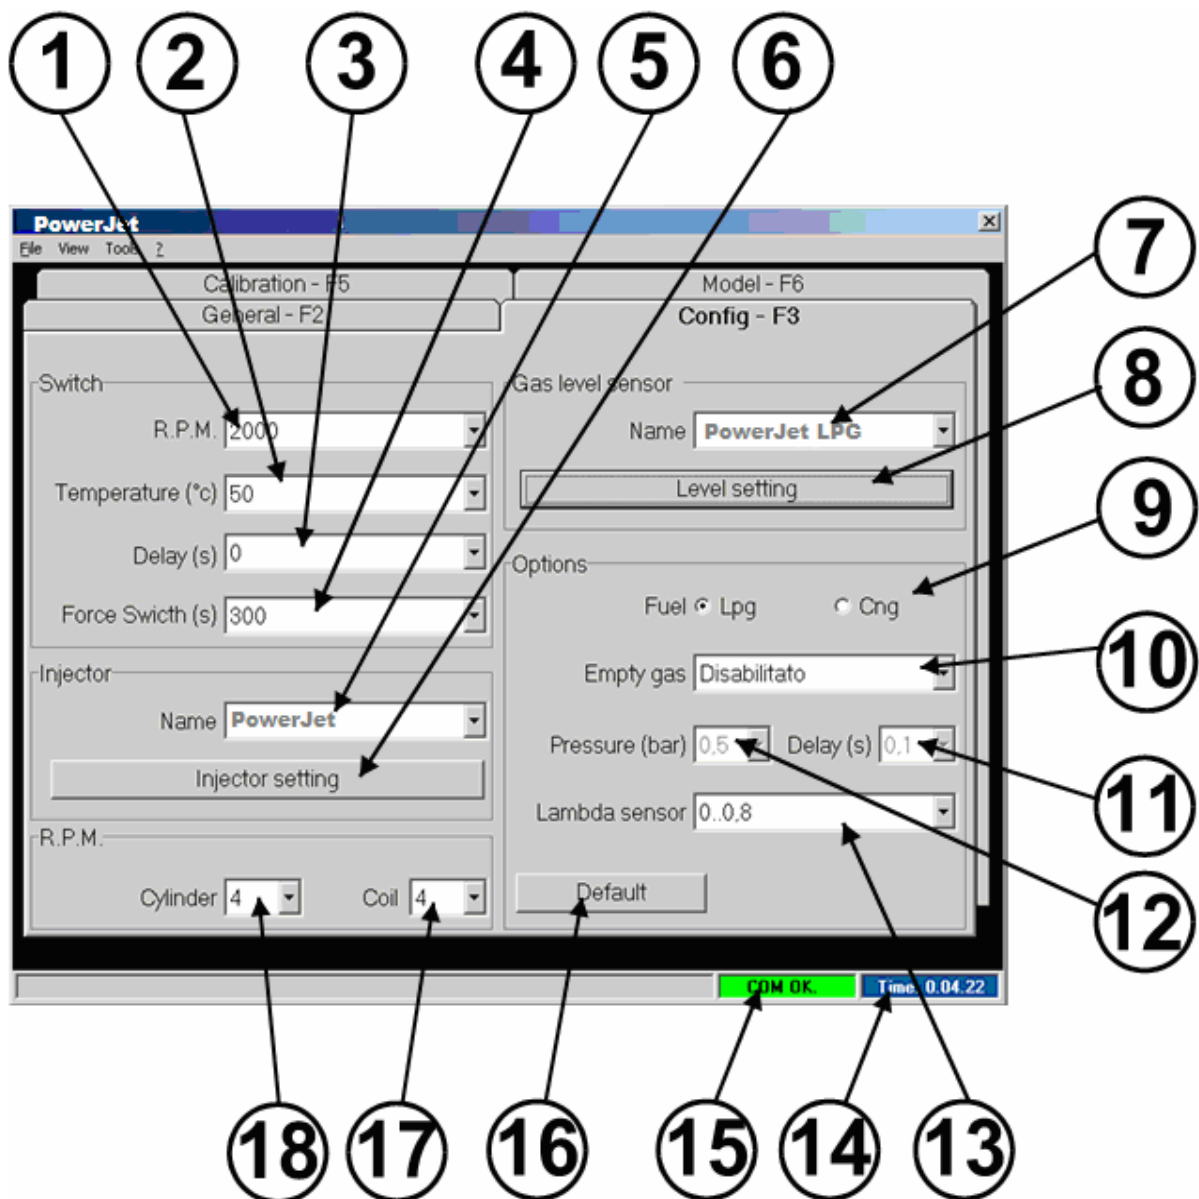 1 2 3 4 5 6
PowerJet
File View Tools ?
7
Calibration - F5 Model - F6
General - F2 Config - F3
Switch Gas level sensor
8
R.P.M. 2000 Name PowerJet LPG
Temperature (°c) 50 Level setting
9
Delay (s) 0 Options
Force Swicth (s) 300 Fuel Lpg Cng
10
Injector Empty gas Disabilitato
Name PowerJet Pressure (bar) 0,5 Delay (s) 0,1
Injector setting
11
R.P.M. Lambda sensor 0..0,8
Cylinder 4 Coil 4 Default
12
COM OK. Time: 0.04.22
18 17 16 15 14 13